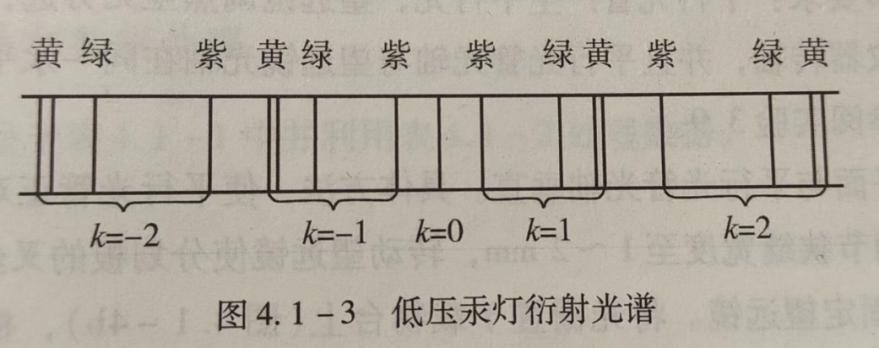 黄 绿 紫 黄 绿 紫 紫 绿 黄 紫 绿 黄
k=-2 k=-1 k=0 k=1 k=2
图 4.1-3 低压汞灯衍射光谱